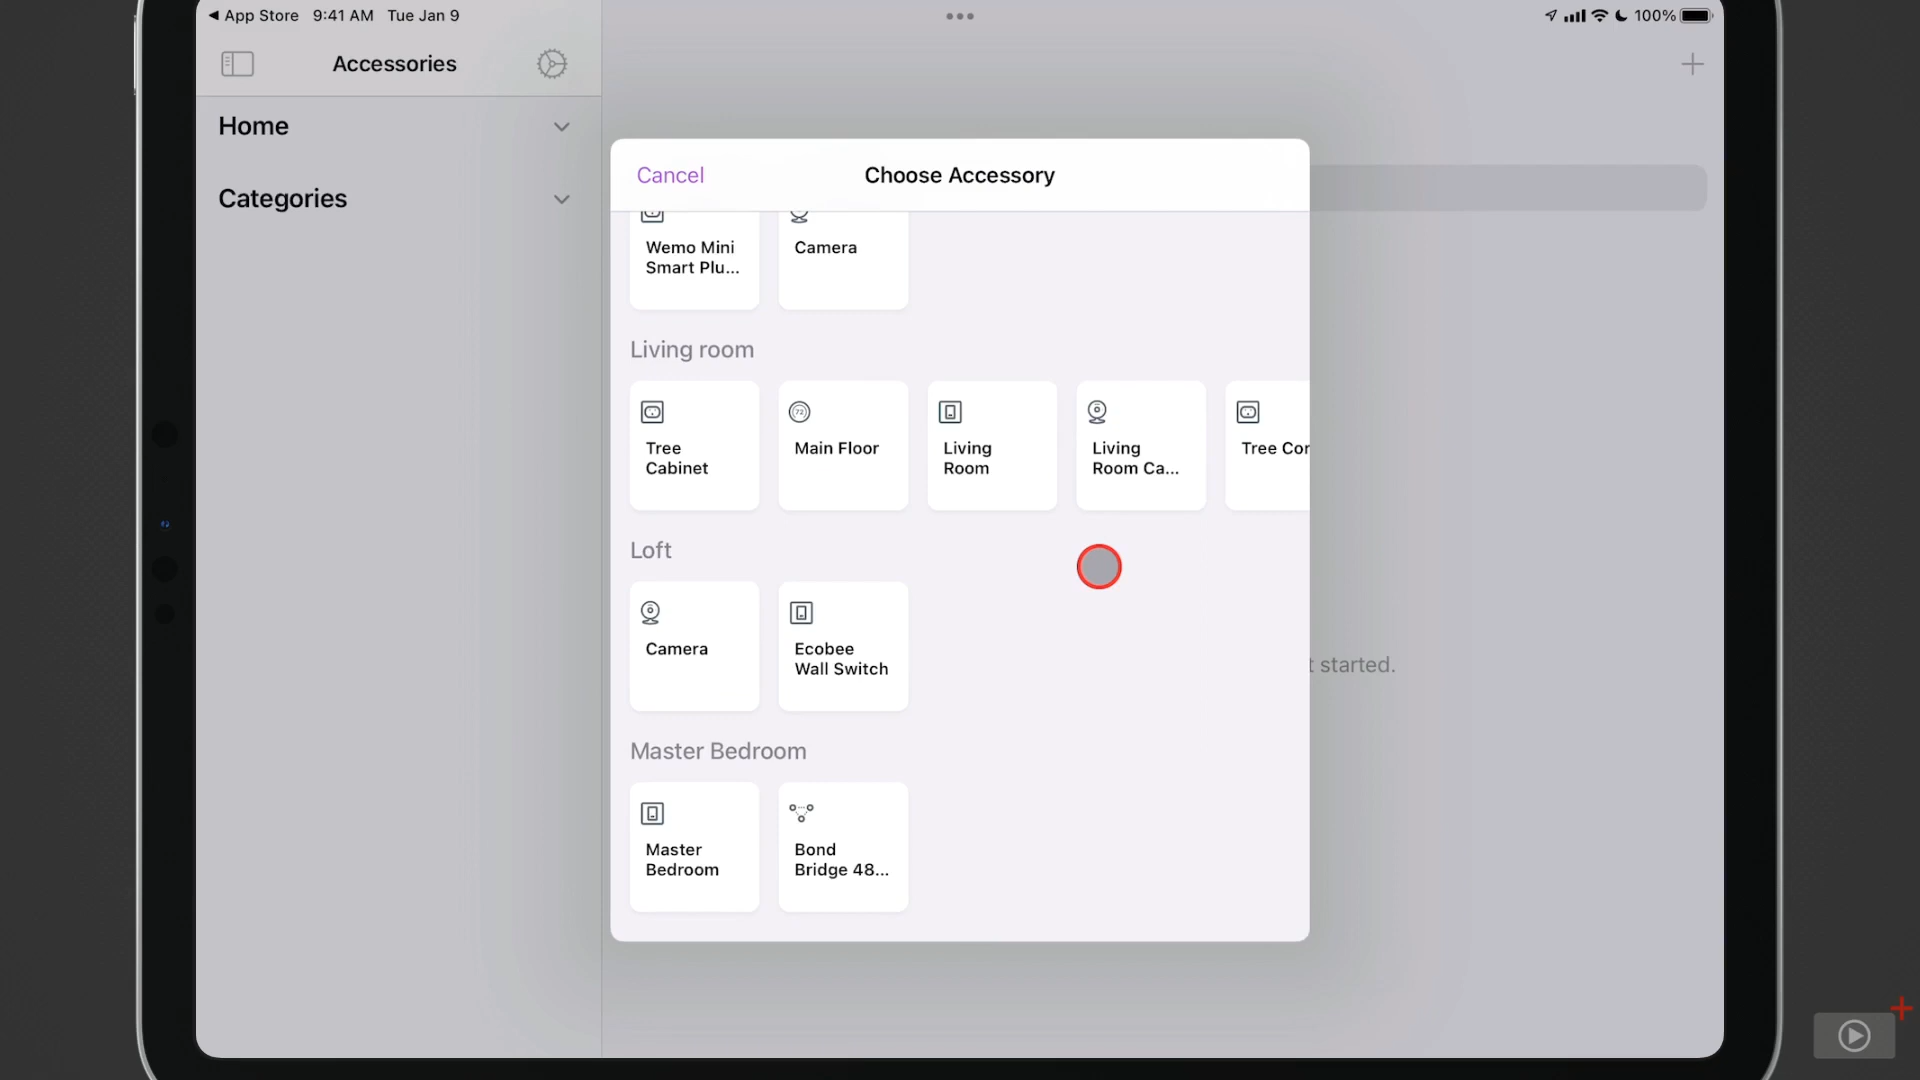 App Store 9:41 AM Tue Jan 9
100%
Accessories
Home
Categories
Cancel
Choose Accessory
Wemo Mini
Smart Plu...
Camera
Living room
72
Tree
Cabinet
Main Floor
Living
Room
Living
Room Ca...
Tree Cor
Loft
Camera
Ecobee
Wall Switch
t started.
Master Bedroom
Master
Bedroom
Bond
Bridge 48...